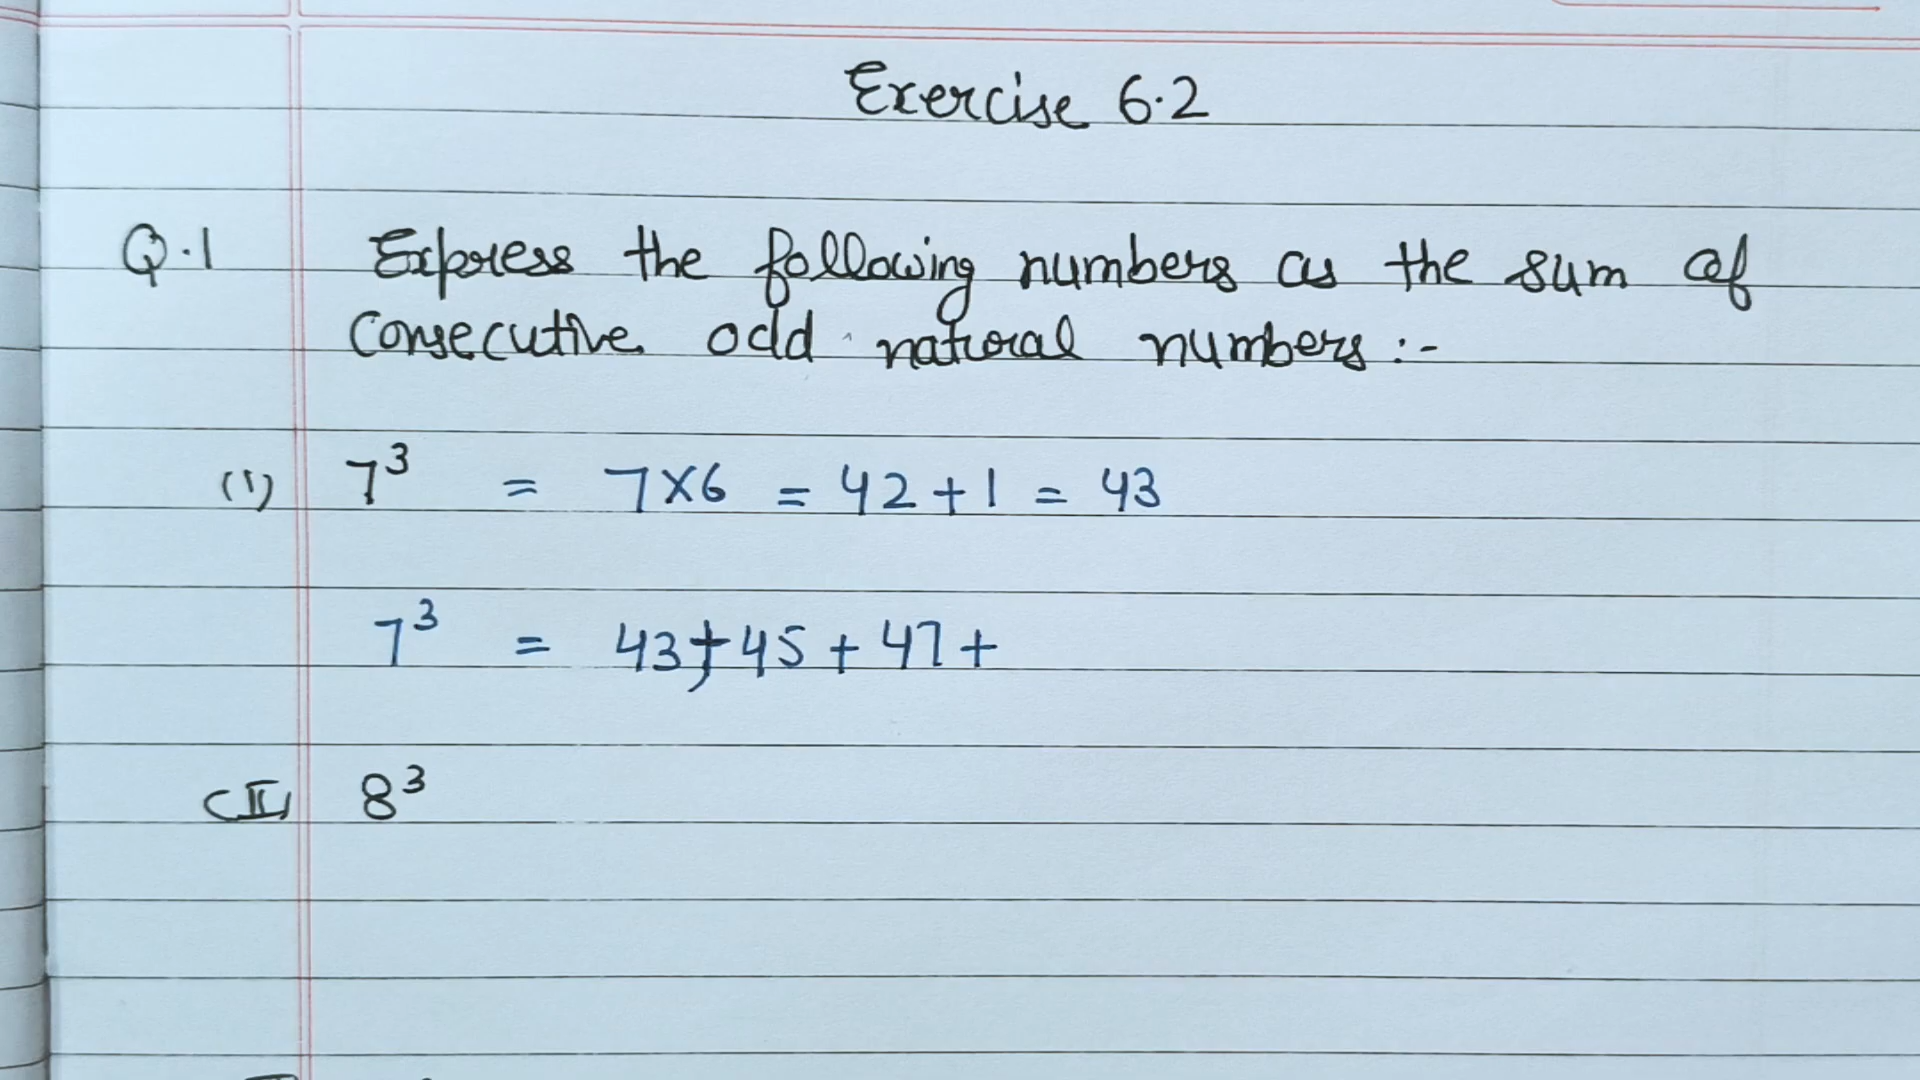 Exercise 6.2
Q.1 Express the following numbers as the sum of
Consecutive odd natural numbers :-
(i) 7³ = 7×6 = 42+1 = 43
7³ = 43+45+47+
(II) 8³